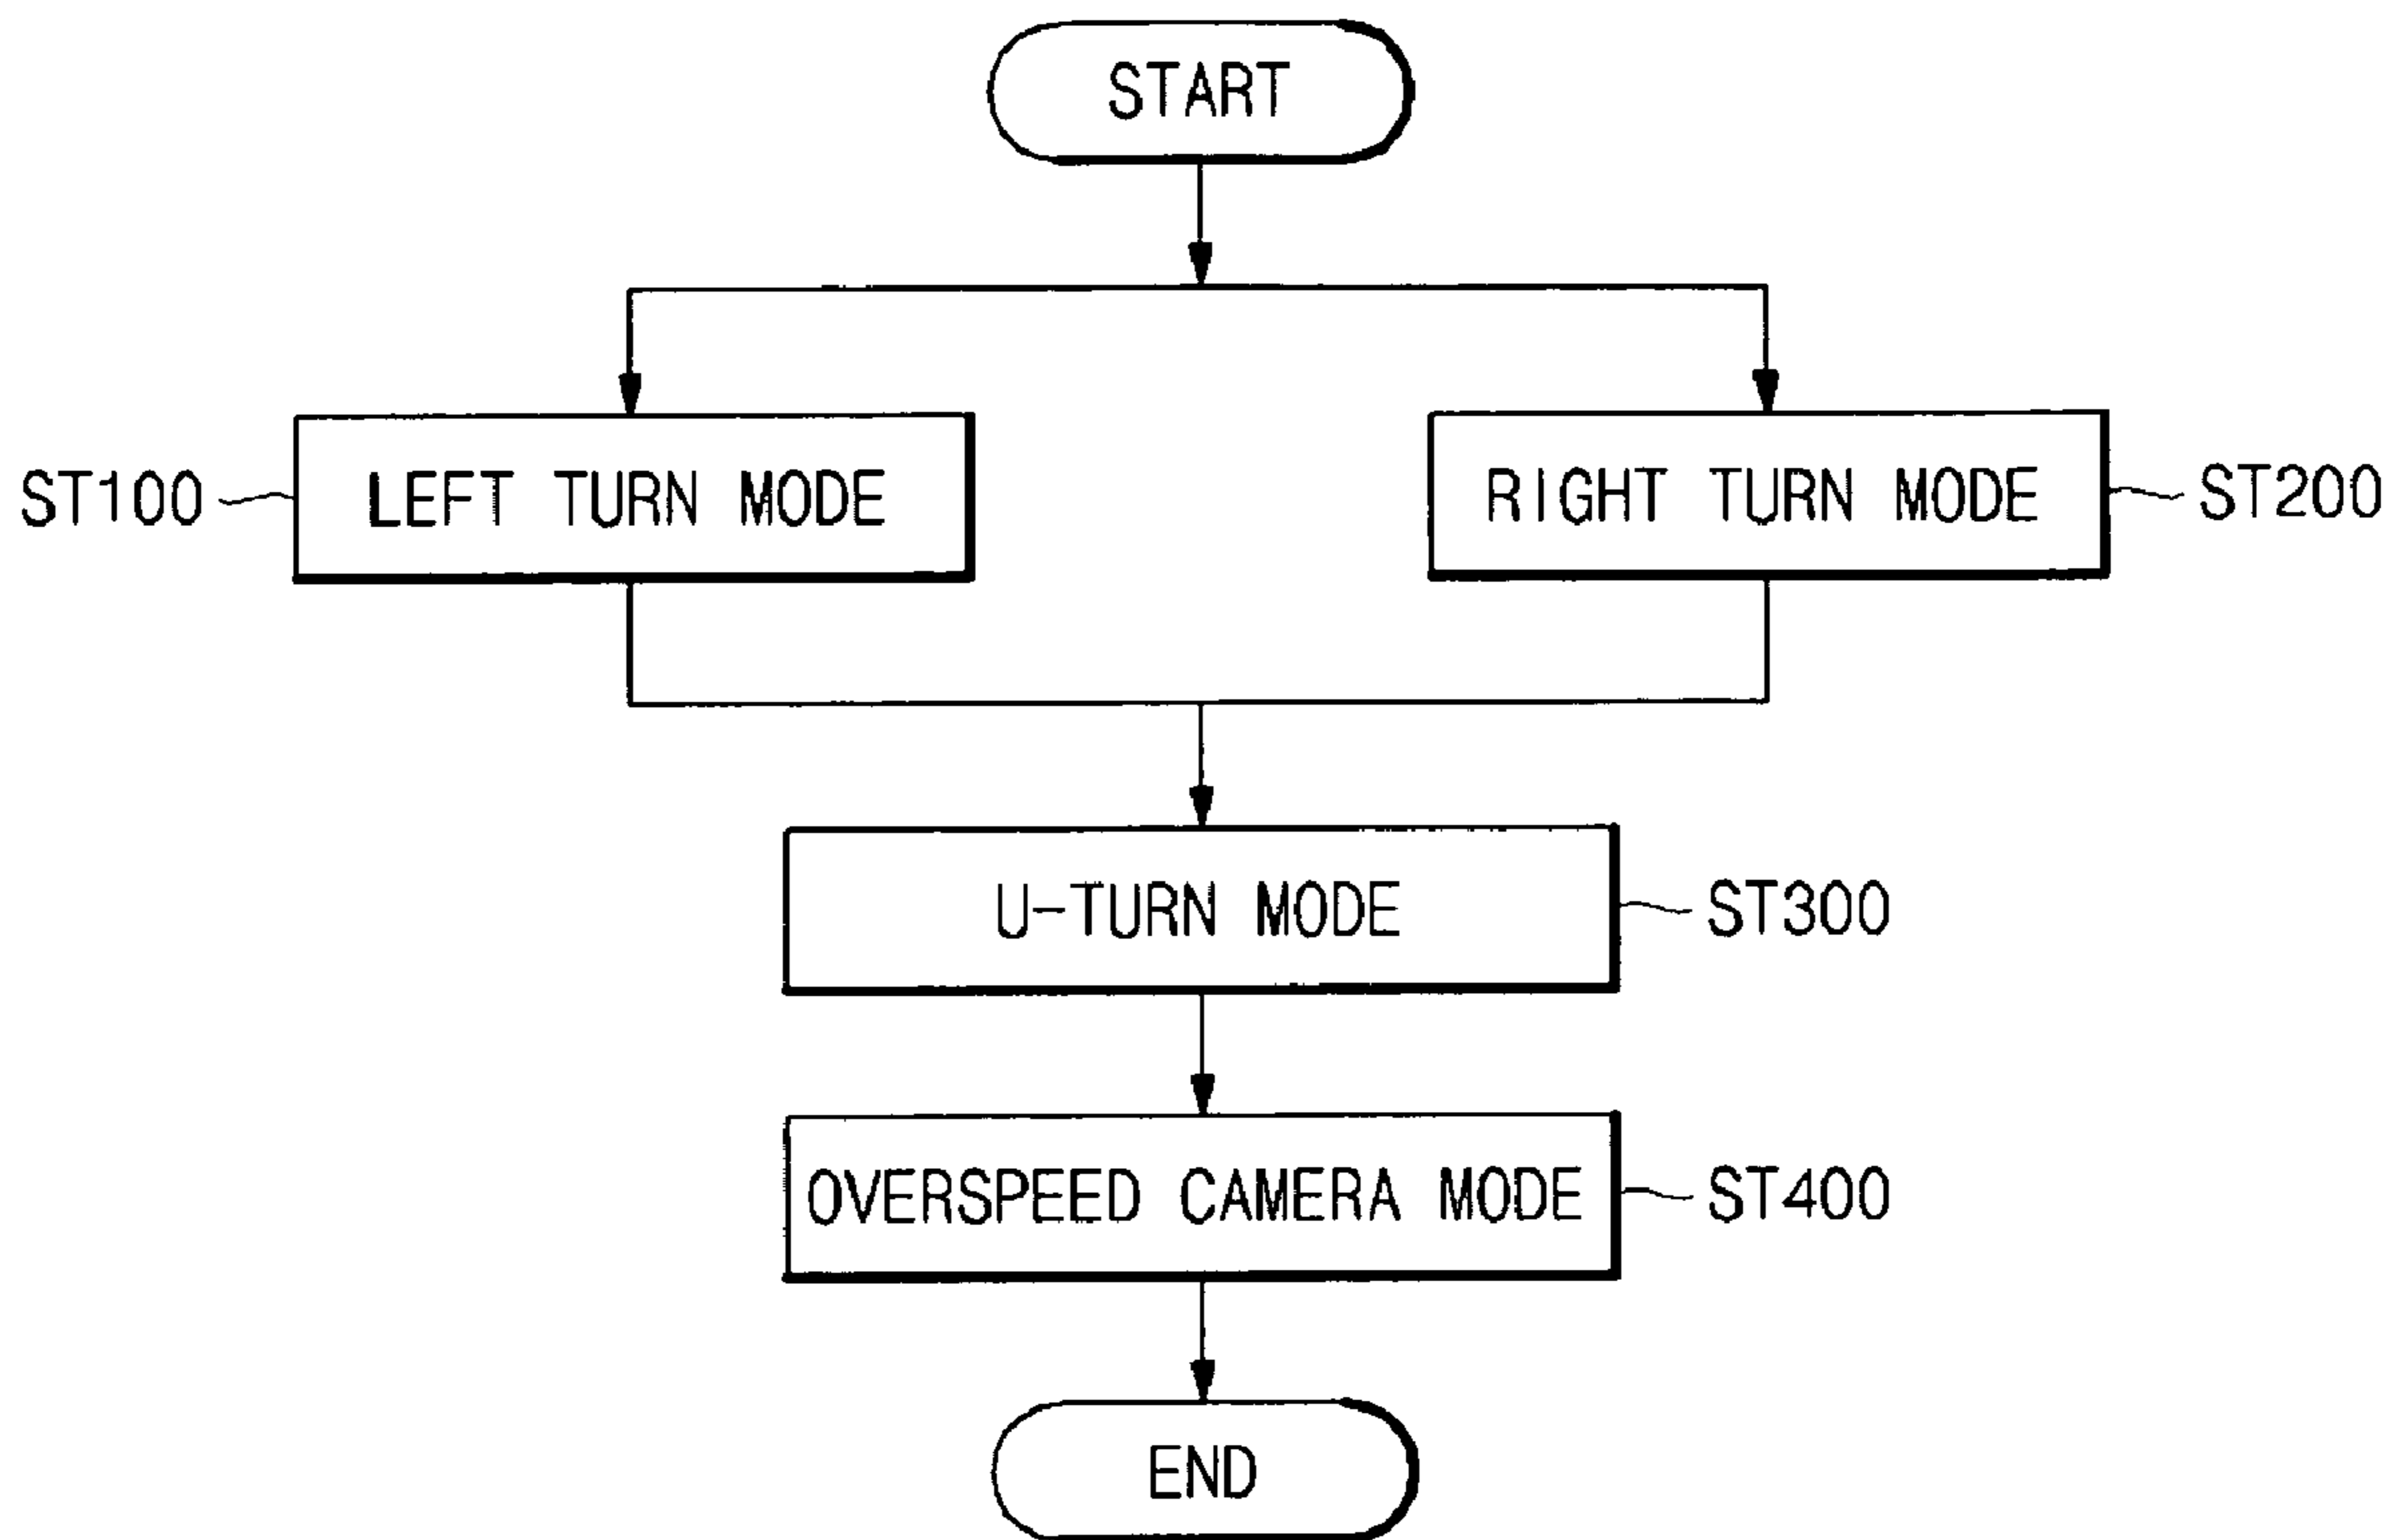 START
ST100
LEFT TURN MODE
RIGHT TURN MODE
ST200
U-TURN MODE
ST300
OVERSPEED CAMERA MODE
ST400
END